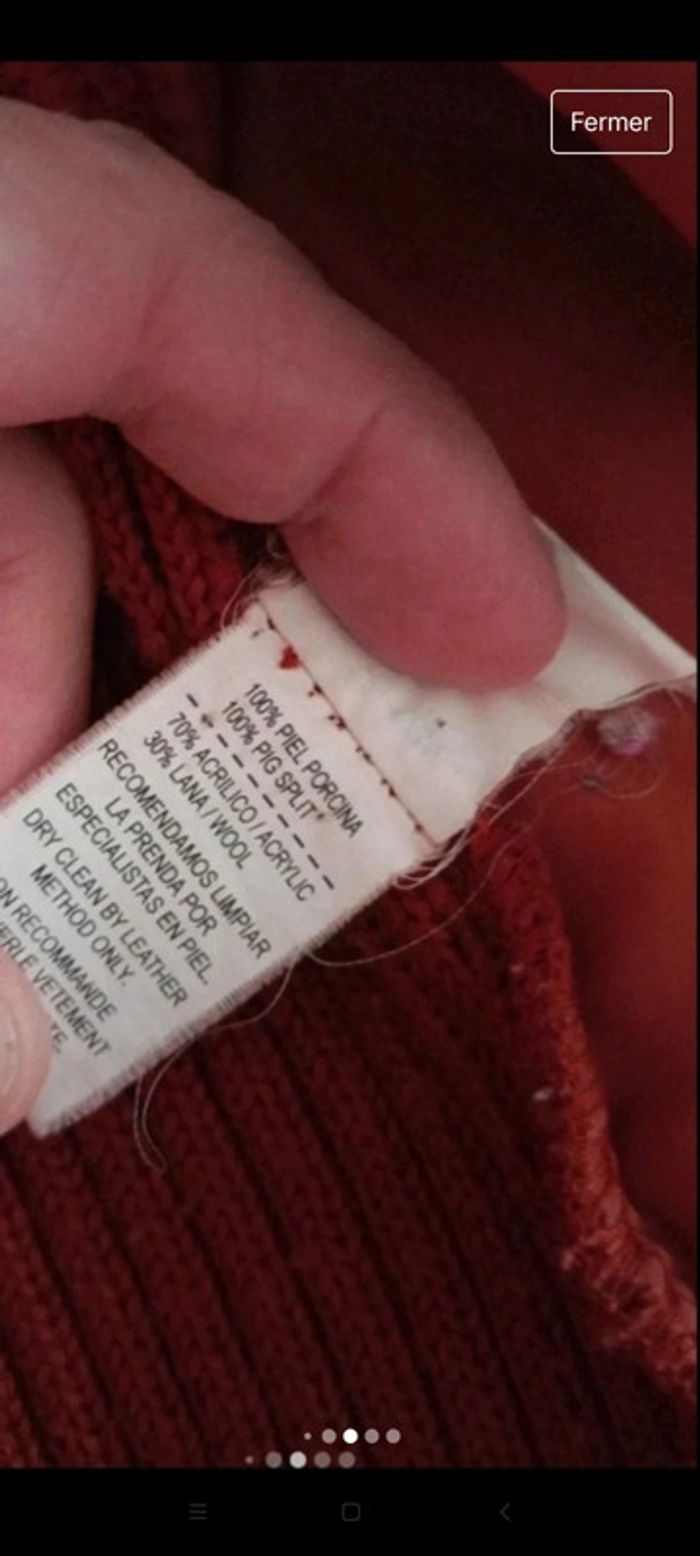 Fermer
100% PIEL PORCINA
100% PIG SPLIT
70% ACRILICO / ACRYLIC
30% LANA / WOOL
RECOMENDAMOS LIMPIAR
LA PRENDA POR
ESPECIALISTAS EN PIEL.
DRY CLEAN BY LEATHER
METHOD ONLY.
ON RECOMMANDE
VETEMENT